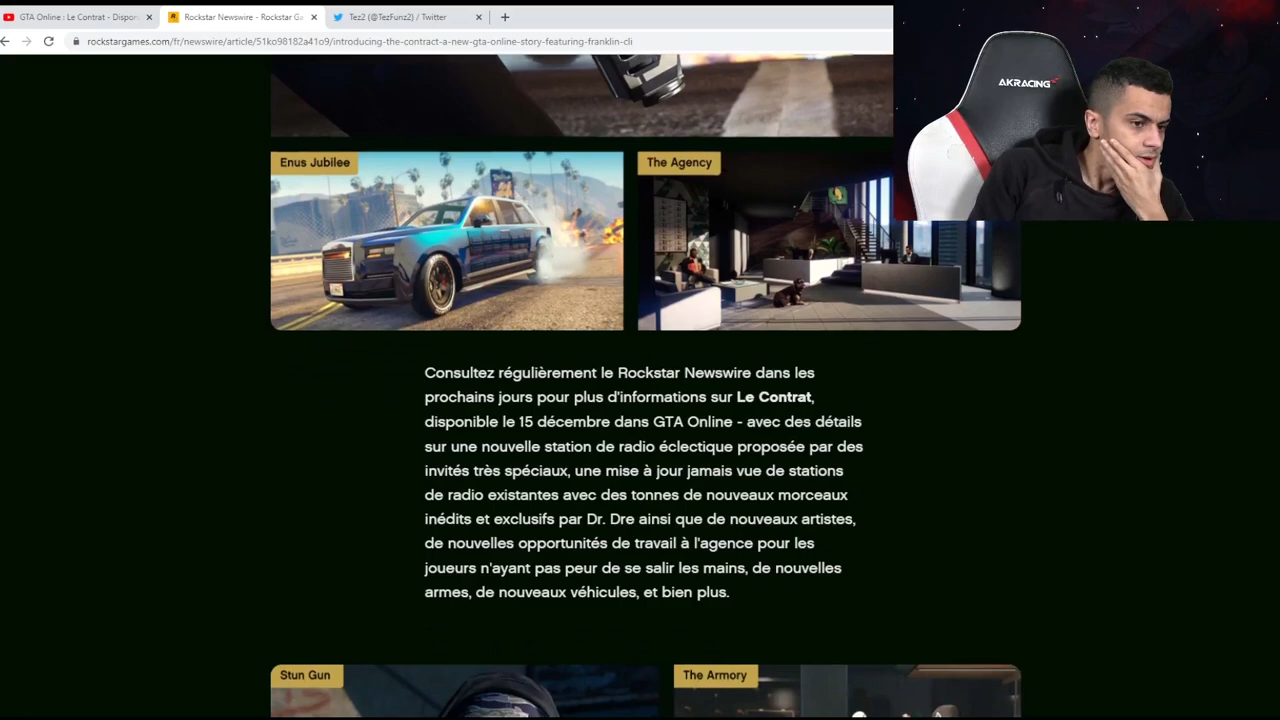 GTA Online : Le Contrat - Dispon
Rockstar Newswire - Rockstar Ga
Tez2 (@TezFunz2) / Twitter
rockstargames.com/fr/newswire/article/51ko98182a41o9/introducing-the-contract-a-new-gta-online-story-featuring-franklin-cli
AKRACING
Enus Jubilee
The Agency
Consultez régulièrement le Rockstar Newswire dans les
prochains jours pour plus d'informations sur Le Contrat,
disponible le 15 décembre dans GTA Online - avec des détails
sur une nouvelle station de radio éclectique proposée par des
invités très spéciaux, une mise à jour jamais vue de stations
de radio existantes avec des tonnes de nouveaux morceaux
inédits et exclusifs par Dr. Dre ainsi que de nouveaux artistes,
de nouvelles opportunités de travail à l'agence pour les
joueurs n'ayant pas peur de se salir les mains, de nouvelles
armes, de nouveaux véhicules, et bien plus.
Stun Gun
The Armory